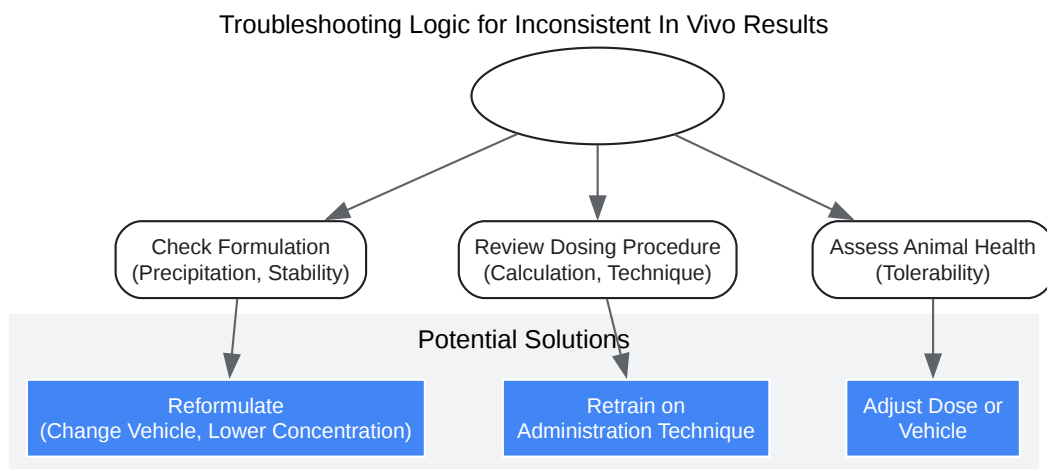 Troubleshooting Logic for Inconsistent In Vivo Results
Check Formulation
(Precipitation, Stability)
Review Dosing Procedure
(Calculation, Technique)
Assess Animal Health
(Tolerability)
Potential Solutions
Reformulate
(Change Vehicle, Lower Concentration)
Retrain on
Administration Technique
Adjust Dose or
Vehicle